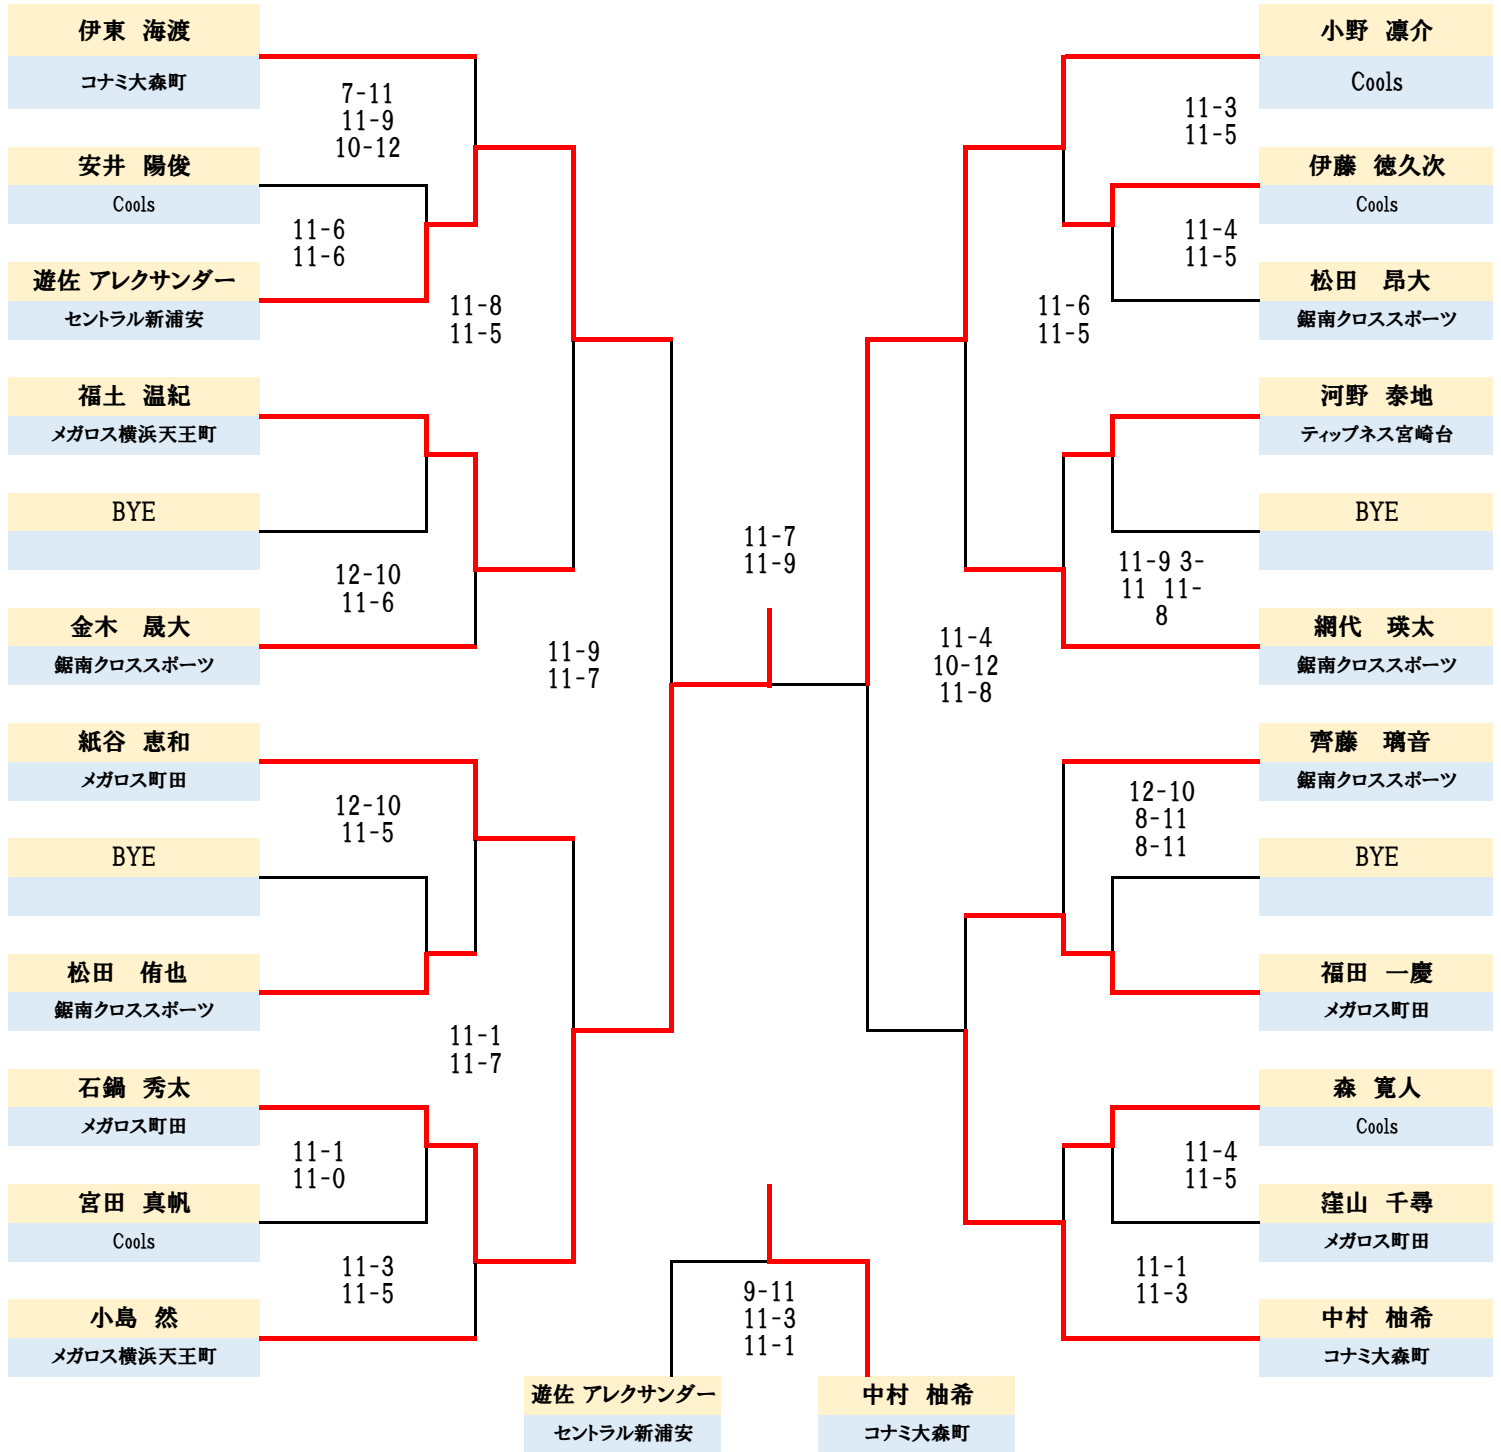 伊東 海渡
コナミ大森町
7-11
11-9
10-12
安井 陽俊
Cools
11-6
11-6
遊佐 アレクサンダー
セントラル新浦安
11-8
11-5
福士 温紀
メガロス横浜天王町
BYE
12-10
11-6
金木 晟大
鋸南クロススポーツ
11-9
11-7
紙谷 恵和
メガロス町田
12-10
11-5
BYE
松田 侑也
鋸南クロススポーツ
11-1
11-7
石鍋 秀太
メガロス町田
11-1
11-0
宮田 真帆
Cools
11-3
11-5
小島 然
メガロス横浜天王町
11-7
11-9
小野 凛介
Cools
11-3
11-5
伊藤 徳久次
Cools
11-4
11-5
松田 昂大
鋸南クロススポーツ
11-6
11-5
河野 泰地
ティップネス宮崎台
BYE
11-9 3-
11 11-
8
網代 瑛太
鋸南クロススポーツ
11-4
10-12
11-8
齊藤 璃音
鋸南クロススポーツ
12-10
8-11
8-11
BYE
福田 一慶
メガロス町田
森 寛人
Cools
11-4
11-5
窪山 千尋
メガロス町田
11-1
11-3
中村 柚希
コナミ大森町
9-11
11-3
11-1
遊佐 アレクサンダー
セントラル新浦安
中村 柚希
コナミ大森町